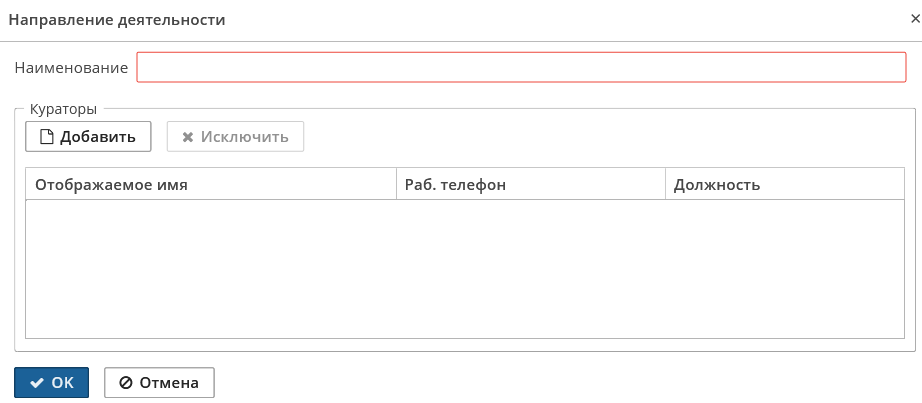 Направление деятельности
Наименование
Кураторы
Добавить Исключить
Отображаемое имя Раб. телефон Должность
OK Отмена